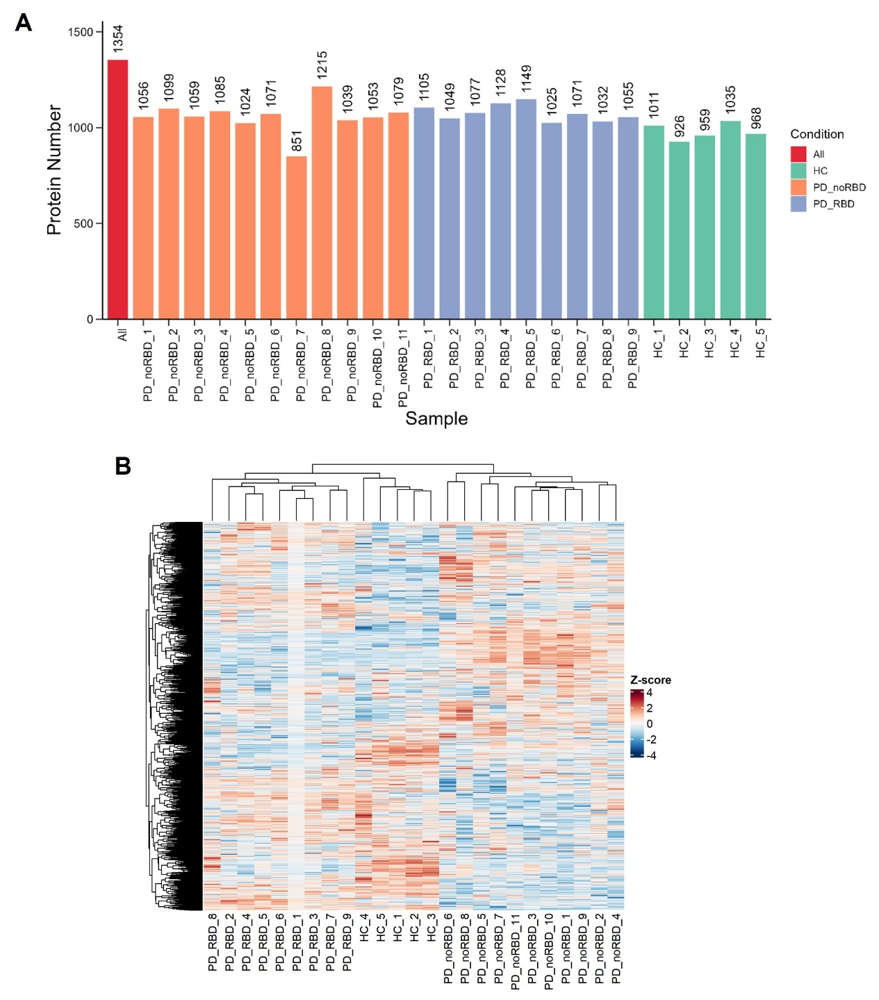 A
Protein Number
1500
1000
500
0
1354
1056
1099
1059
1085
1024
1071
851
1215
1039
1053
1079
1105
1049
1077
1128
1149
1025
1071
1032
1055
1011
926
959
1035
968
All
PD_noRBD_1
PD_noRBD_2
PD_noRBD_3
PD_noRBD_4
PD_noRBD_5
PD_noRBD_6
PD_noRBD_7
PD_noRBD_8
PD_noRBD_9
PD_noRBD_10
PD_noRBD_11
PD_RBD_1
PD_RBD_2
PD_RBD_3
PD_RBD_4
PD_RBD_5
PD_RBD_6
PD_RBD_7
PD_RBD_8
PD_RBD_9
HC_1
HC_2
HC_3
HC_4
HC_5
Sample
Condition
All
HC
PD_noRBD
PD_RBD
B
Z-score
4
2
0
-2
-4
PD_RBD_8
PD_RBD_2
PD_RBD_4
PD_RBD_5
PD_RBD_6
PD_RBD_1
PD_RBD_3
PD_RBD_7
PD_RBD_9
HC_4
HC_5
HC_1
HC_2
HC_3
PD_noRBD_6
PD_noRBD_8
PD_noRBD_5
PD_noRBD_7
PD_noRBD_11
PD_noRBD_3
PD_noRBD_10
PD_noRBD_1
PD_noRBD_9
PD_noRBD_2
PD_noRBD_4